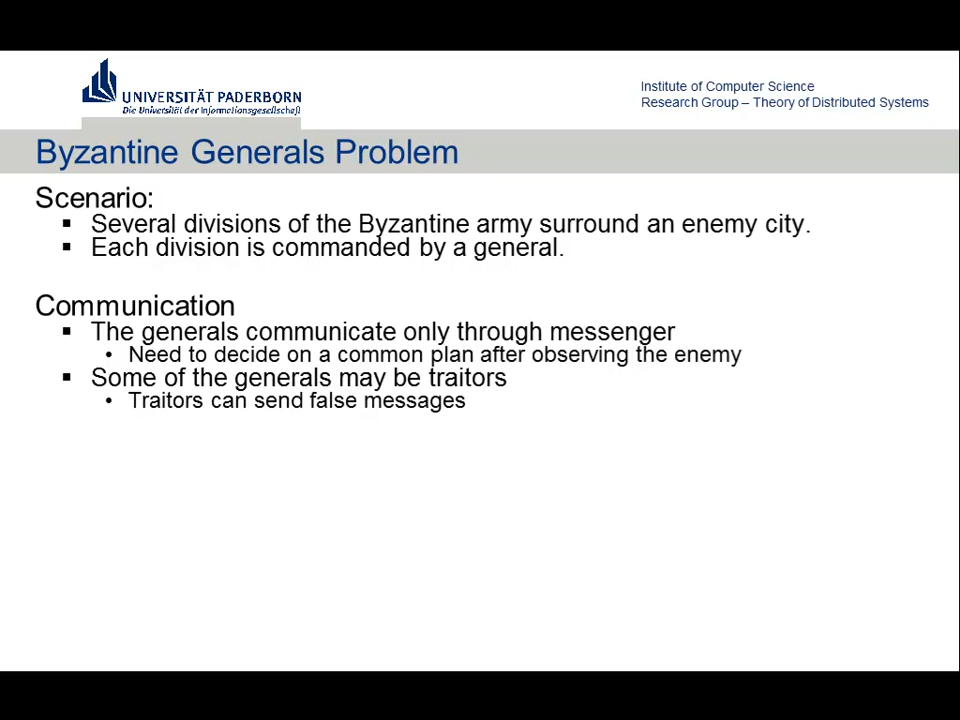 UNIVERSITÄT PADERBORN
Die Universität der Informationsgesellschaft
Institute of Computer Science
Research Group – Theory of Distributed Systems
Byzantine Generals Problem
Scenario:
▪ Several divisions of the Byzantine army surround an enemy city.
▪ Each division is commanded by a general.
Communication
▪ The generals communicate only through messenger
• Need to decide on a common plan after observing the enemy
▪ Some of the generals may be traitors
• Traitors can send false messages